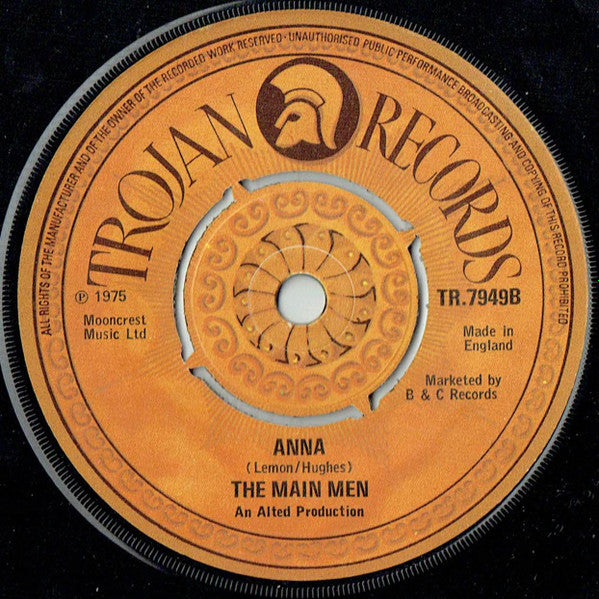 ALL RIGHTS OF THE MANUFACTURER AND OF THE OWNER OF THE RECORDED WORK RESERVED · UNAUTHORISED PUBLIC PERFORMANCE BROADCASTING AND COPYING OF THIS RECORD PROHIBITED
TROJAN RECORDS
℗ 1975
Mooncrest
Music Ltd
TR.7949B
Made in
England
Marketed by
B & C Records
ANNA
(Lemon/Hughes)
THE MAIN MEN
An Alted Production